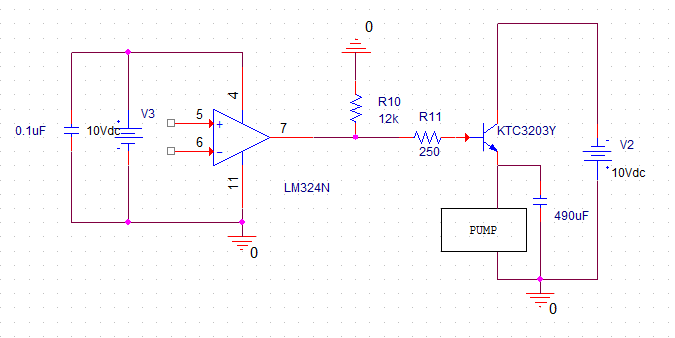 0
4
V3
0.1uF
10Vdc
+
-
5
+
6
-
7
R10
12k
R11
250
KTC3203Y
-
V2
+
10Vdc
11
LM324N
490uF
PUMP
0
0